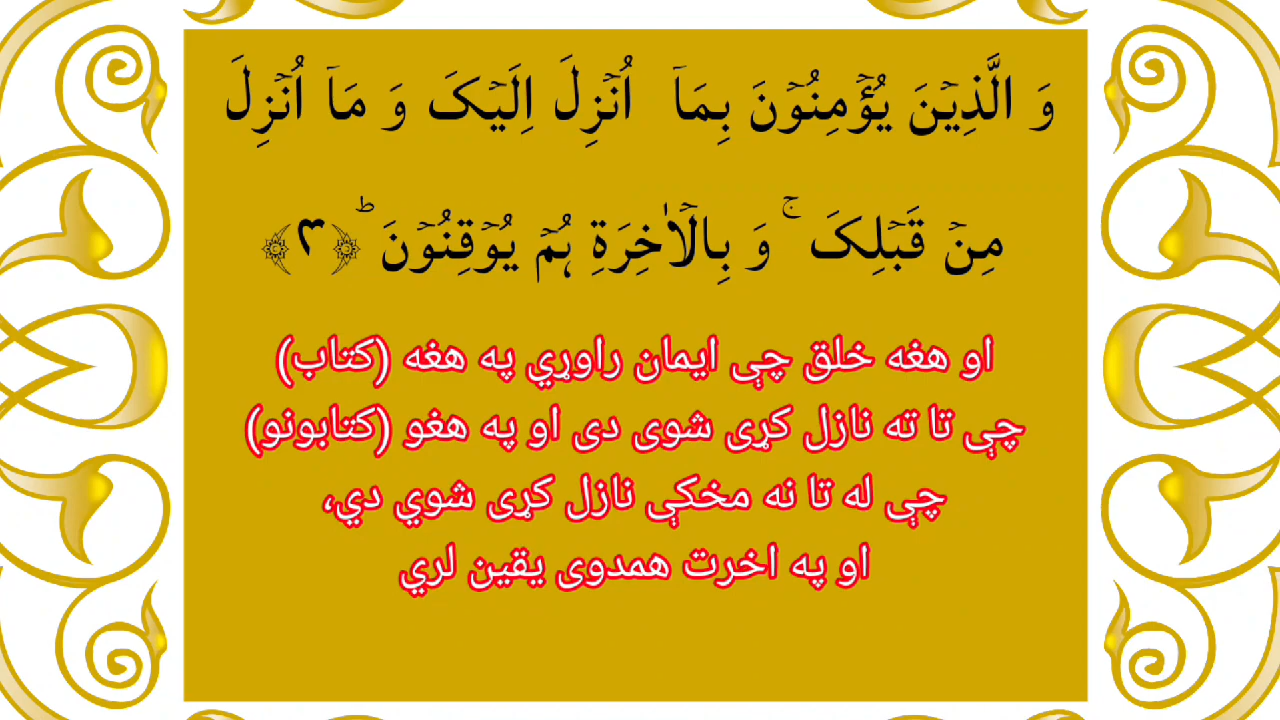 وَ الَّذِیۡنَ یُؤۡمِنُوۡنَ بِمَاۤ اُنۡزِلَ اِلَیۡکَ وَ مَاۤ اُنۡزِلَ
مِنۡ قَبۡلِکَ ۚ وَ بِالۡاٰخِرَۃِ ہُمۡ یُوۡقِنُوۡنَ ؕ﴿۳﴾
او هغه خلق چې ایمان راوړي په هغه (کتاب)
چې تا ته نازل کړی شوی دی او په هغو (کتابونو)
چې له تا نه مخکې نازل کړی شوي دي،
او په اخرت همدوی یقین لري